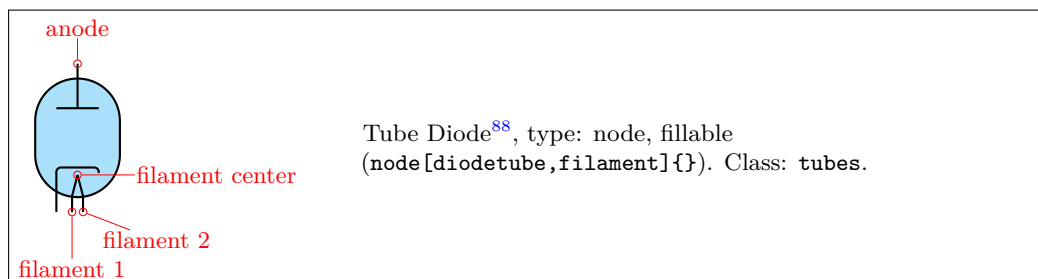 anode
Tube Diode88, type: node, fillable
(node[diodetube,filament]{}). Class: tubes.
filament center
filament 2
filament 1